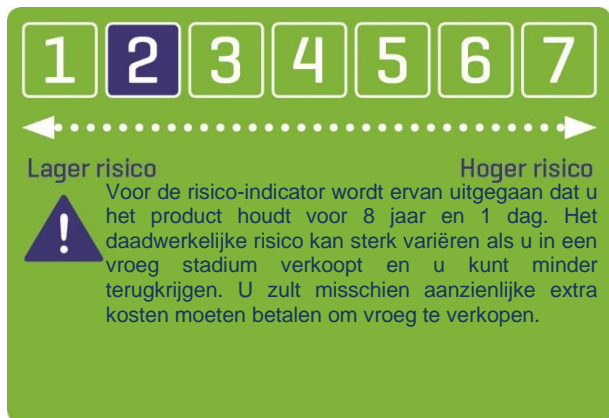 1 2 3 4 5 6 7
Lager risico Hoger risico
Voor de risico-indicator wordt ervan uitgegaan dat u
het product houdt voor 8 jaar en 1 dag. Het
daadwerkelijke risico kan sterk variëren als u in een
vroeg stadium verkoopt en u kunt minder
terugkrijgen. U zult misschien aanzienlijke extra
kosten moeten betalen om vroeg te verkopen.